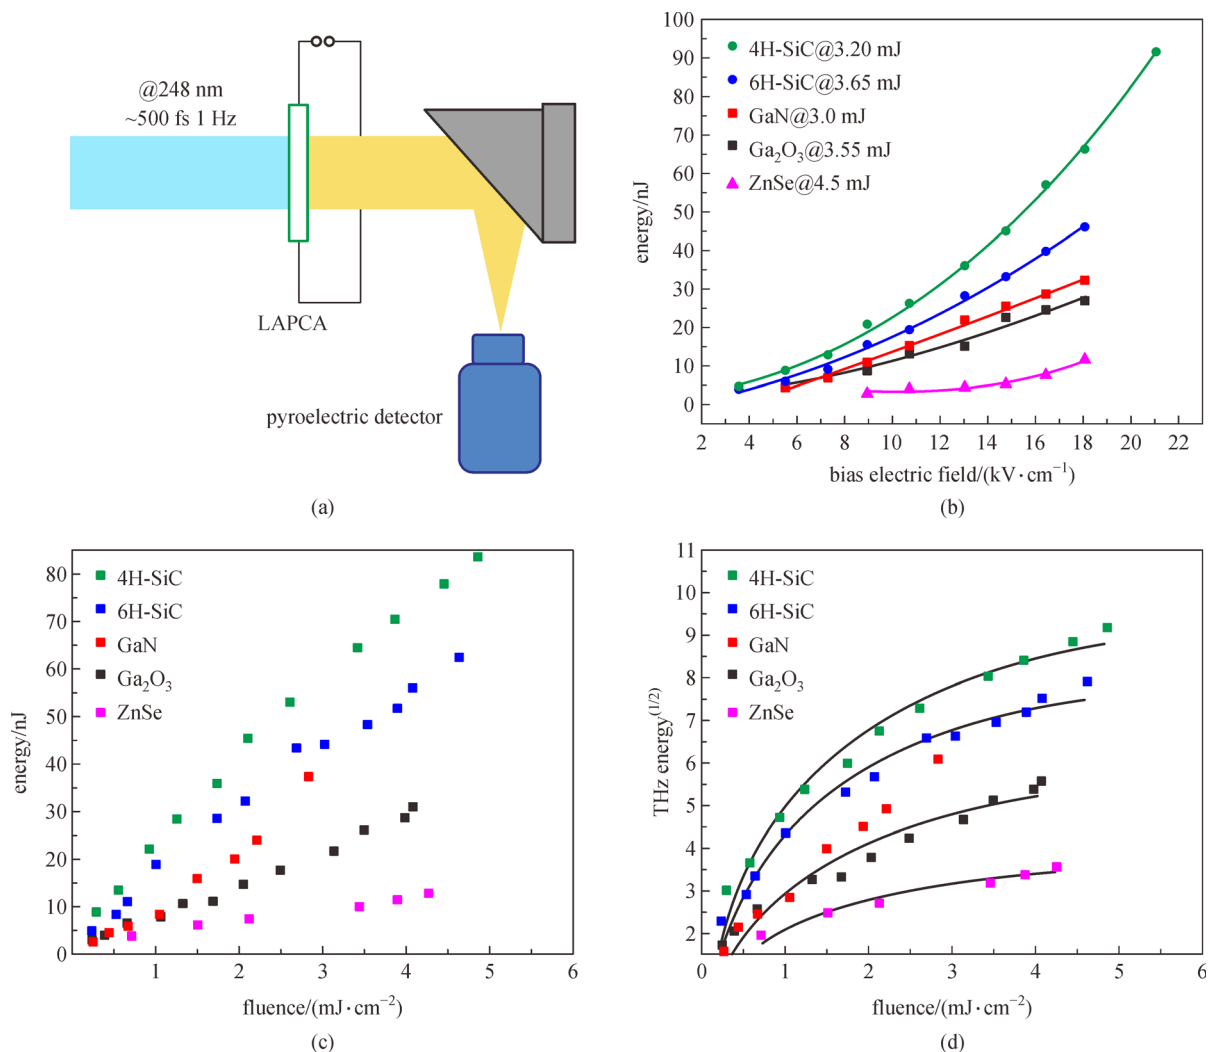 @248 nm
~500 fs 1 Hz
LAPCA
pyroelectric detector
(a)
100
90
80
70
60
50
40
30
20
10
0
energy/nJ
4H-SiC@3.20 mJ
6H-SiC@3.65 mJ
GaN@3.0 mJ
Ga₂O₃@3.55 mJ
ZnSe@4.5 mJ
2 4 6 8 10 12 14 16 18 20 22
bias electric field/(kV·cm⁻¹)
(b)
80
70
60
50
40
30
20
10
0
energy/nJ
4H-SiC
6H-SiC
GaN
Ga₂O₃
ZnSe
1 2 3 4 5 6
fluence/(mJ·cm⁻²)
(c)
11
10
9
8
7
6
5
4
3
2
THz energy⁽¹/²⁾
4H-SiC
6H-SiC
GaN
Ga₂O₃
ZnSe
0 1 2 3 4 5 6
fluence/(mJ·cm⁻²)
(d)